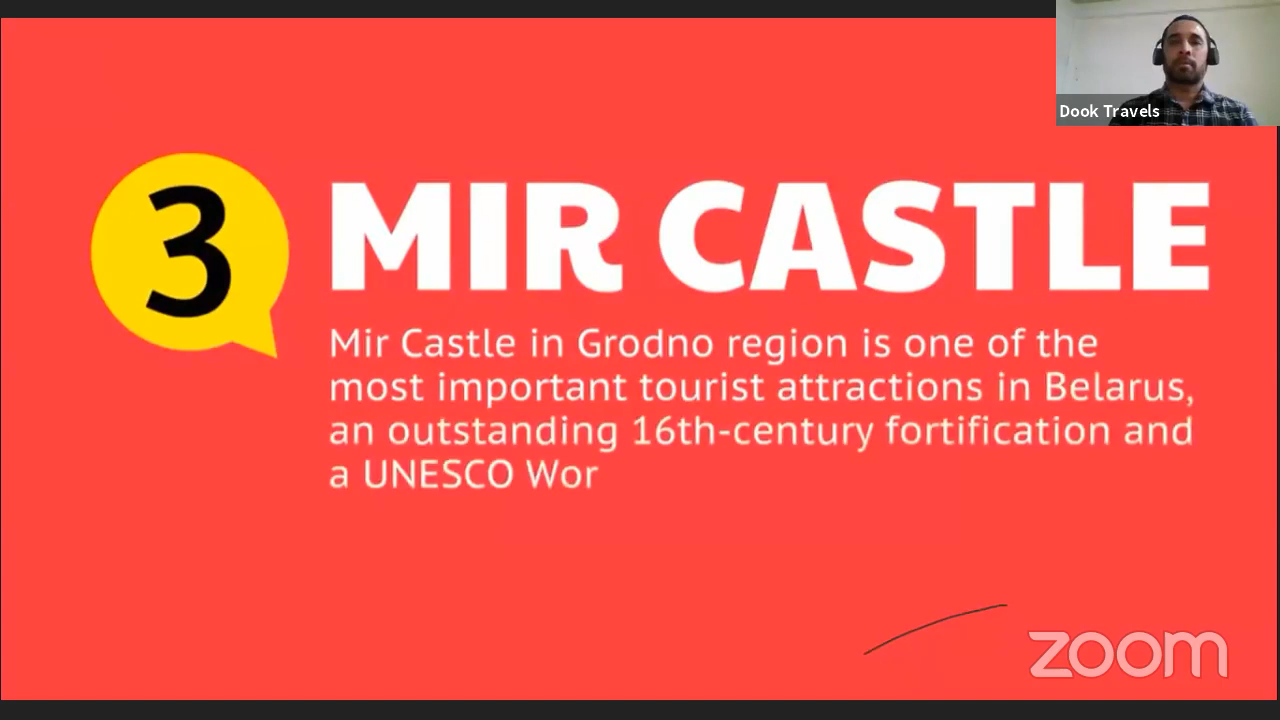 Dook Travels
3
MIR CASTLE
Mir Castle in Grodno region is one of the
most important tourist attractions in Belarus,
an outstanding 16th-century fortification and
a UNESCO Wor
zoom